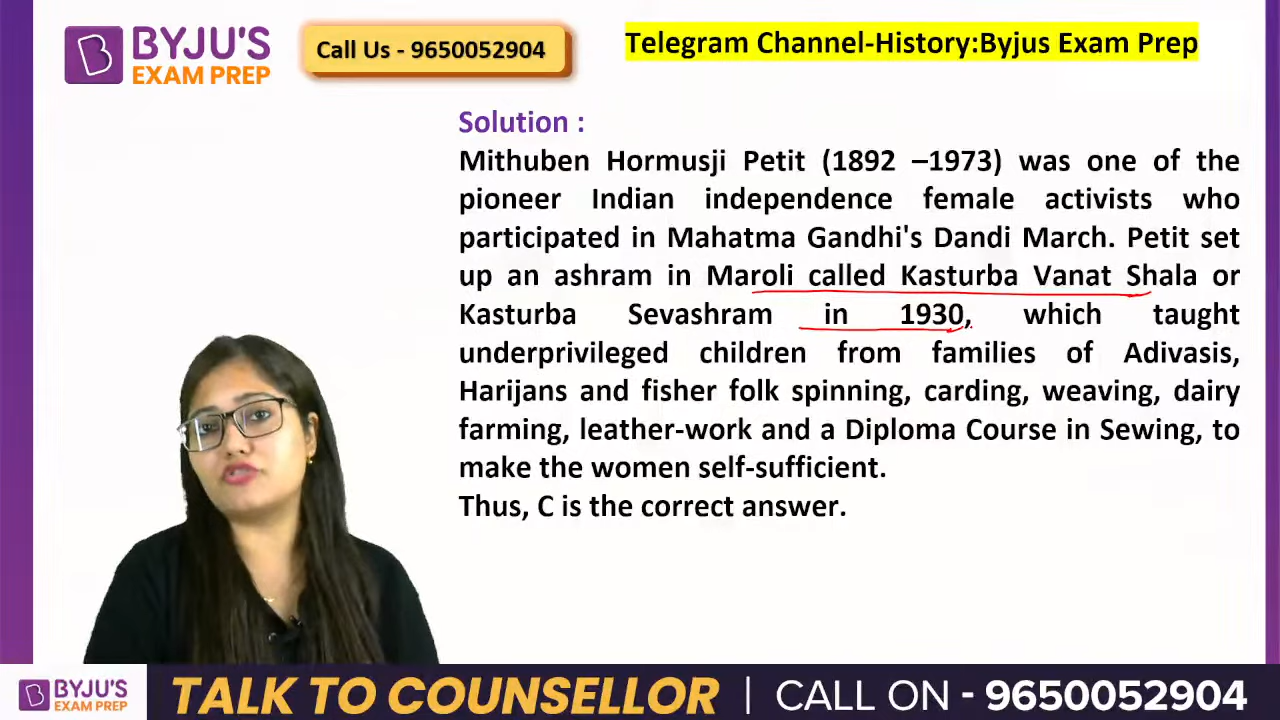 BYJU'S
EXAM PREP
Call Us - 9650052904
Telegram Channel-History:Byjus Exam Prep
Solution :
Mithuben Hormusji Petit (1892 –1973) was one of the
pioneer Indian independence female activists who
participated in Mahatma Gandhi's Dandi March. Petit set
up an ashram in Maroli called Kasturba Vanat Shala or
Kasturba Sevashram in 1930, which taught
underprivileged children from families of Adivasis,
Harijans and fisher folk spinning, carding, weaving, dairy
farming, leather-work and a Diploma Course in Sewing, to
make the women self-sufficient.
Thus, C is the correct answer.
BYJU'S
EXAM PREP
TALK TO COUNSELLOR | CALL ON - 9650052904